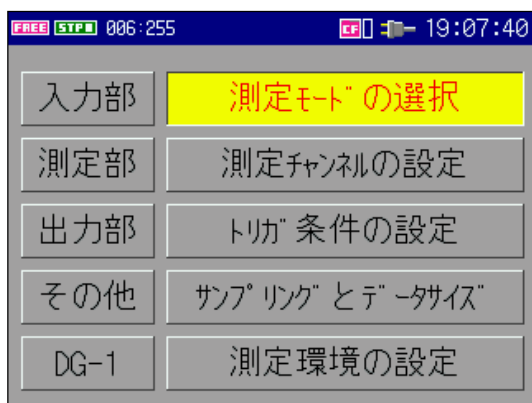 FREE STPⅡ 006:255 CF 19:07:40
入力部 測定ﾓｰﾄﾞの選択
測定部 測定ﾁｬﾝﾈﾙの設定
出力部 ﾄﾘｶﾞ条件の設定
その他 ｻﾝﾌﾟﾘﾝｸﾞとﾃﾞｰﾀｻｲｽﾞ
DG-1 測定環境の設定